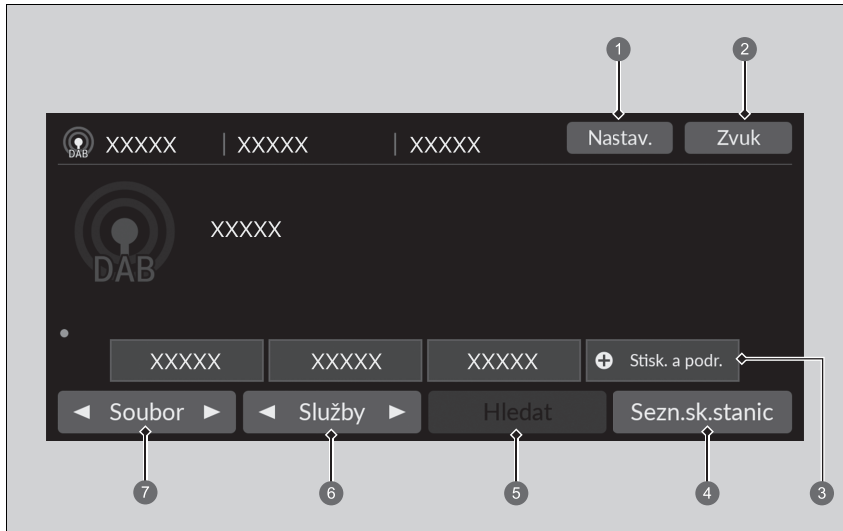 1 2
DAB XXXXX | XXXXX | XXXXX Nastav. Zvuk
XXXXX
DAB
XXXXX XXXXX XXXXX Stisk. a podr.
◄ Soubor ► ◄ Služby ► Hledat Sezn.sk.stanic
7 6 5 4 3